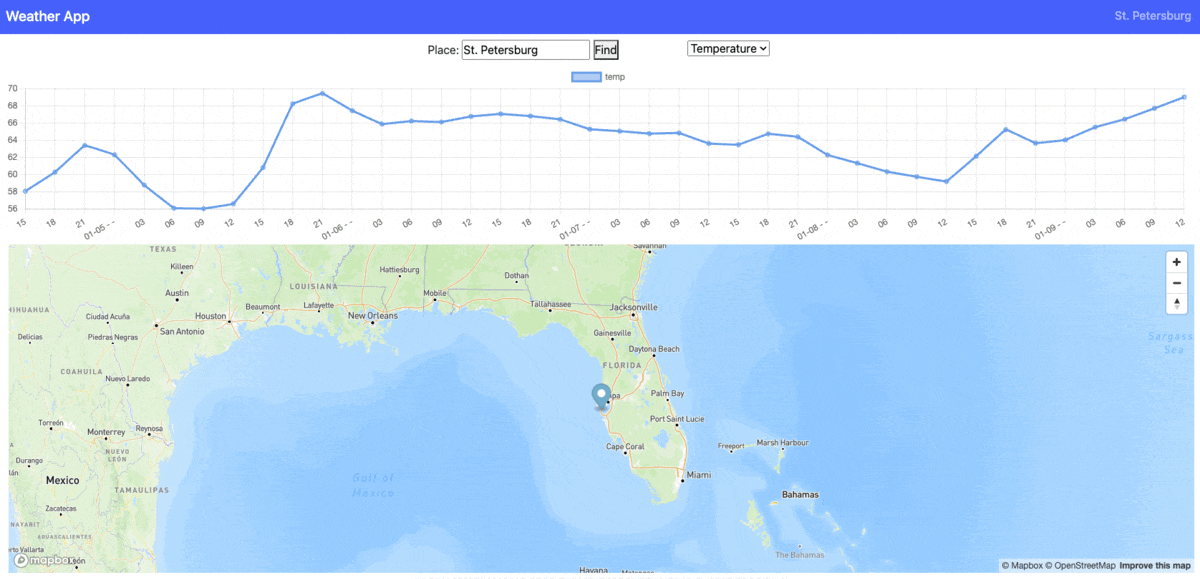 Weather App
St. Petersburg
Place: St. Petersburg Find Temperature
temp
70
68
66
64
62
60
58
56
15 18 21 01-05 - - 03 06 09 12 15 18 21 01-06 - - 03 06 09 12 15 18 21 01-07 - - 03 06 09 12 15 18 21 01-08 - - 03 06 09 12 15 18 21 01-09 - - 03 06 09 12
TEXAS
Savannah
Killeen
Hattiesburg
Dothan
LOUISIANA
Austin
Mobile
Tallahassee
Beaumont
Lafayette
Jacksonville
HIHUAHUA
Ciudad Acuña
Houston
New Orleans
San Antonio
Delicias
Piedras Negras
Gainesville
Sargass
Sea
Daytona Beach
FLORIDA
COAHUILA
Nuevo Laredo
pa
Palm Bay
Port Saint Lucie
Torreón
Monterrey
Reynosa
Cape Coral
Freeport
Marsh Harbour
NUEVO
LEÓN
Durango
Miami
Mexico
Gulf of
Mexico
TAMAULIPAS
Bahamas
Zacatecas
NAYARIT
AGUASCALIENTES
The Bahamas
erto Vallarta
León
mapbox
Havana
© Mapbox © OpenStreetMap Improve this map